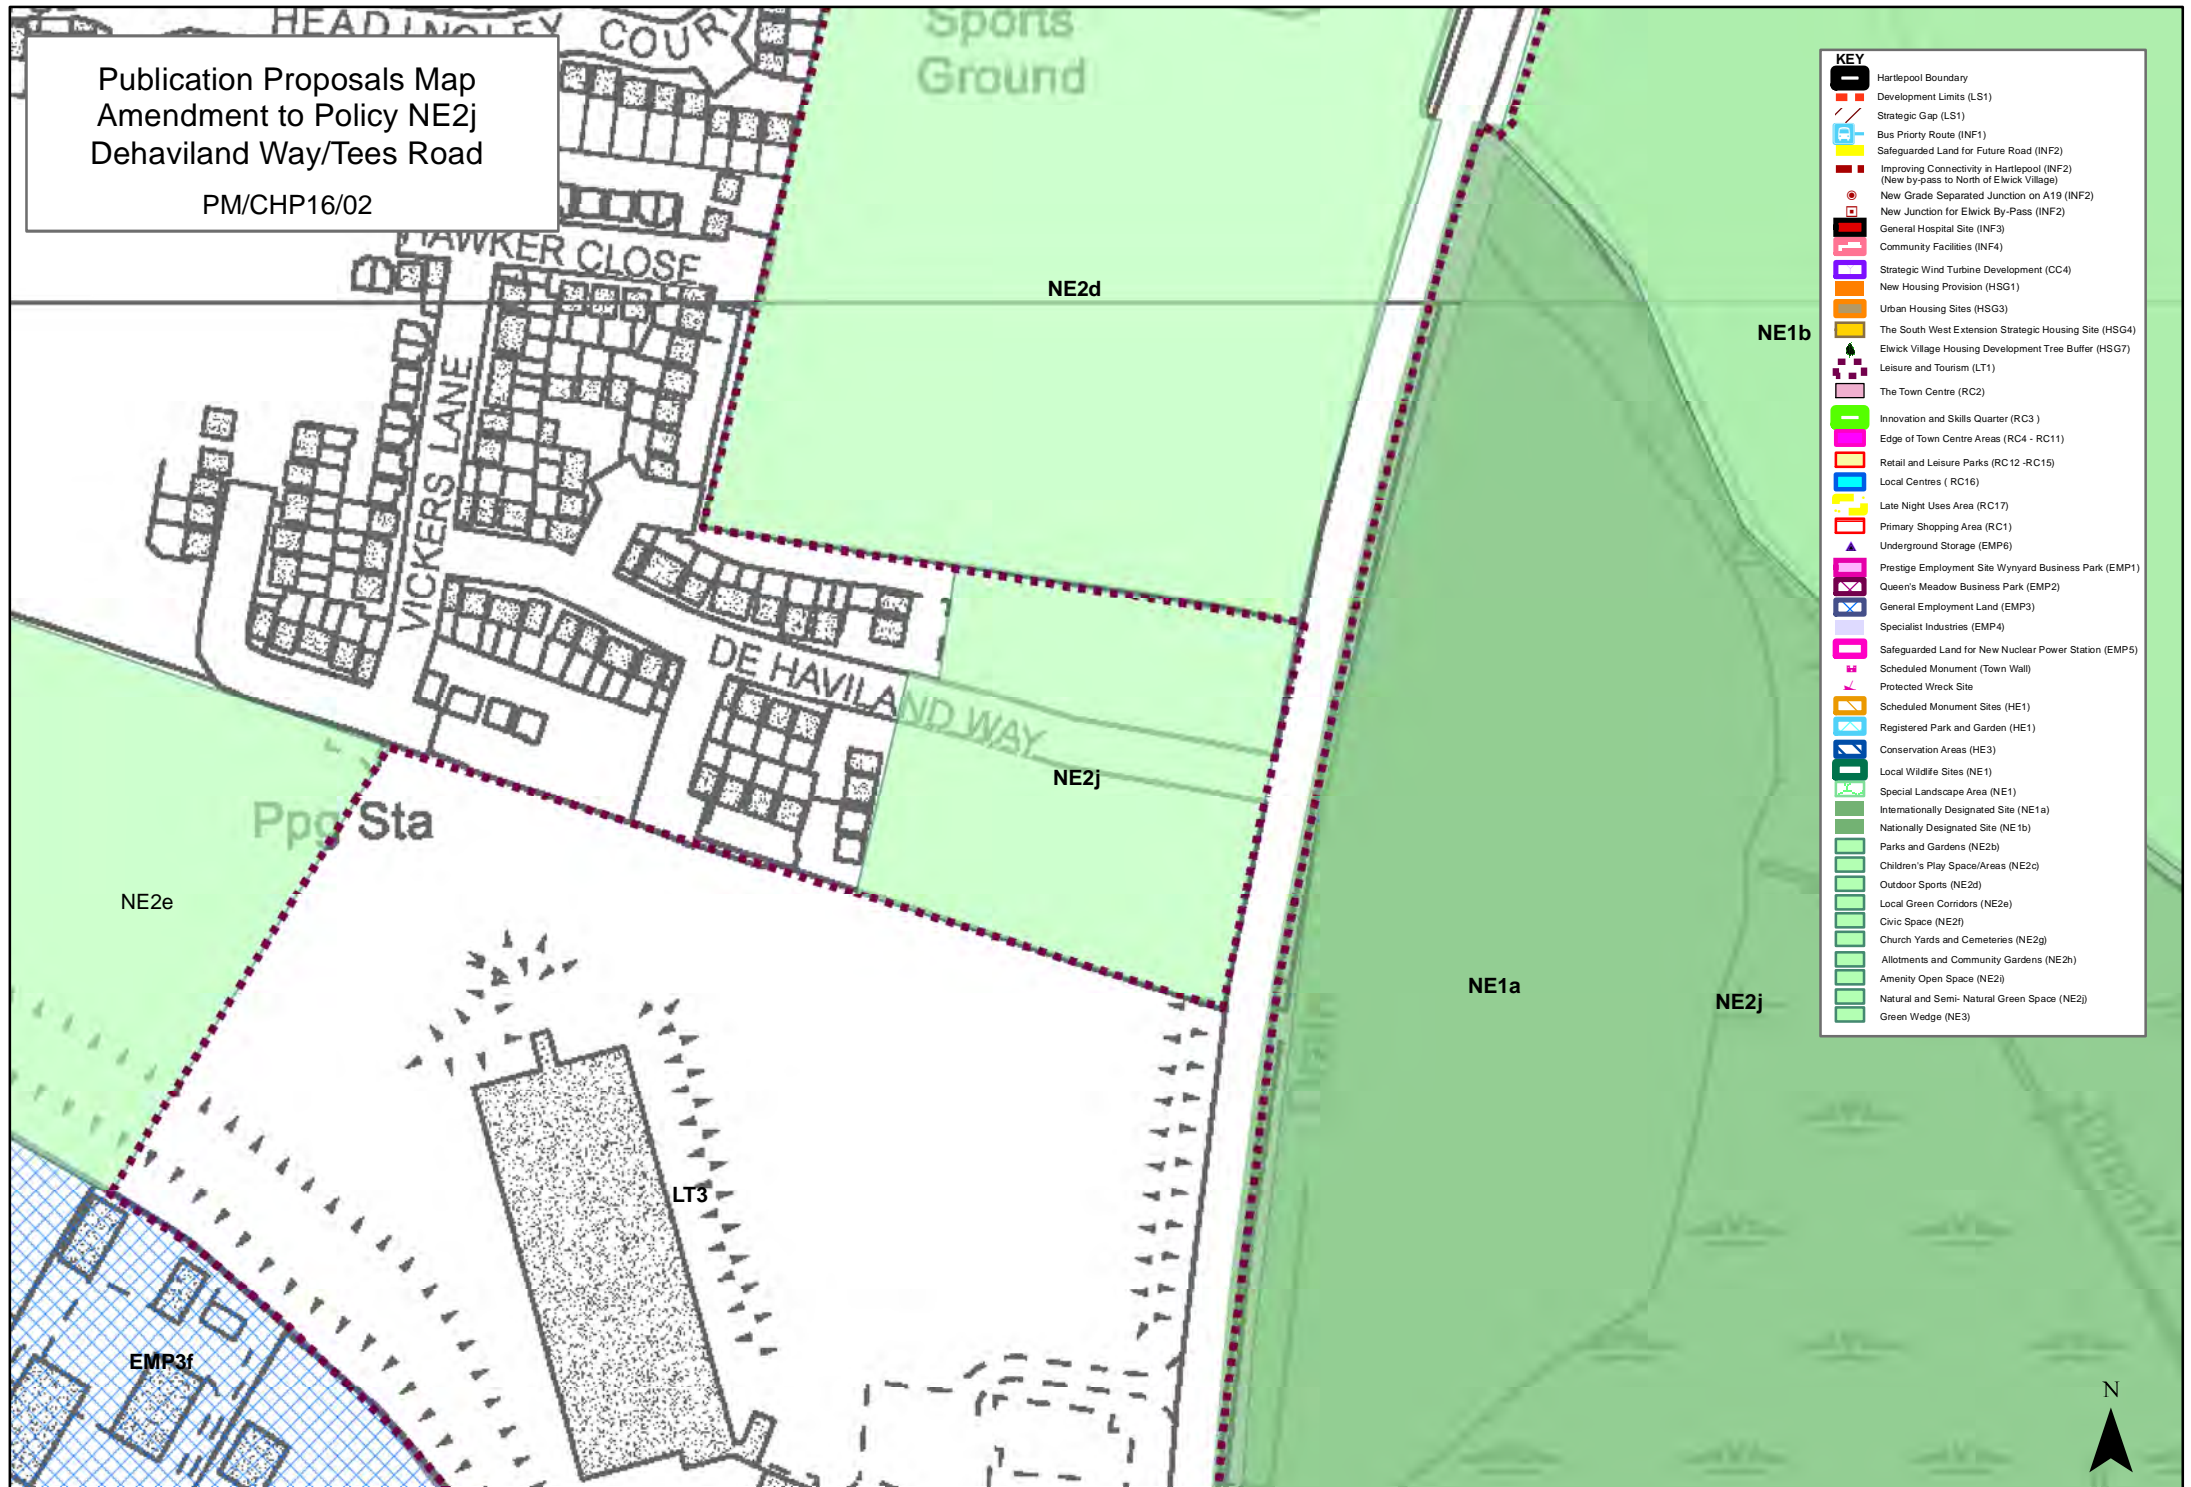 HEADINGLEY COURT
Sports
Ground
Publication Proposals Map
Amendment to Policy NE2j
Dehaviland Way/Tees Road
PM/CHP16/02
HAWKER CLOSE
NE2d
NE1b
VICKERS LANE
DE HAVILAND WAY
NE2j
Ppg Sta
NE2e
NE1a
NE2j
LT3
EMP3f
Drain
N
KEY
Hartlepool Boundary
Development Limits (LS1)
Strategic Gap (LS1)
Bus Priorty Route (INF1)
Safeguarded Land for Future Road (INF2)
Improving Connectivity in Hartlepool (INF2)
(New by-pass to North of Elwick Village)
New Grade Separated Junction on A19 (INF2)
New Junction for Elwick By-Pass (INF2)
General Hospital Site (INF3)
Community Facilities (INF4)
Strategic Wind Turbine Development (CC4)
New Housing Provision (HSG1)
Urban Housing Sites (HSG3)
The South West Extension Strategic Housing Site (HSG4)
Elwick Village Housing Development Tree Buffer (HSG7)
Leisure and Tourism (LT1)
The Town Centre (RC2)
Innovation and Skills Quarter (RC3 )
Edge of Town Centre Areas (RC4 - RC11)
Retail and Leisure Parks (RC12 -RC15)
Local Centres ( RC16)
Late Night Uses Area (RC17)
Primary Shopping Area (RC1)
Underground Storage (EMP6)
Prestige Employment Site Wynyard Business Park (EMP1)
Queen's Meadow Business Park (EMP2)
General Employment Land (EMP3)
Specialist Industries (EMP4)
Safeguarded Land for New Nuclear Power Station (EMP5)
Scheduled Monument (Town Wall)
Protected Wreck Site
Scheduled Monument Sites (HE1)
Registered Park and Garden (HE1)
Conservation Areas (HE3)
Local Wildlife Sites (NE1)
Special Landscape Area (NE1)
Internationally Designated Site (NE1a)
Nationally Designated Site (NE1b)
Parks and Gardens (NE2b)
Children's Play Space/Areas (NE2c)
Outdoor Sports (NE2d)
Local Green Corridors (NE2e)
Civic Space (NE2f)
Church Yards and Cemeteries (NE2g)
Allotments and Community Gardens (NE2h)
Amenity Open Space (NE2i)
Natural and Semi- Natural Green Space (NE2j)
Green Wedge (NE3)